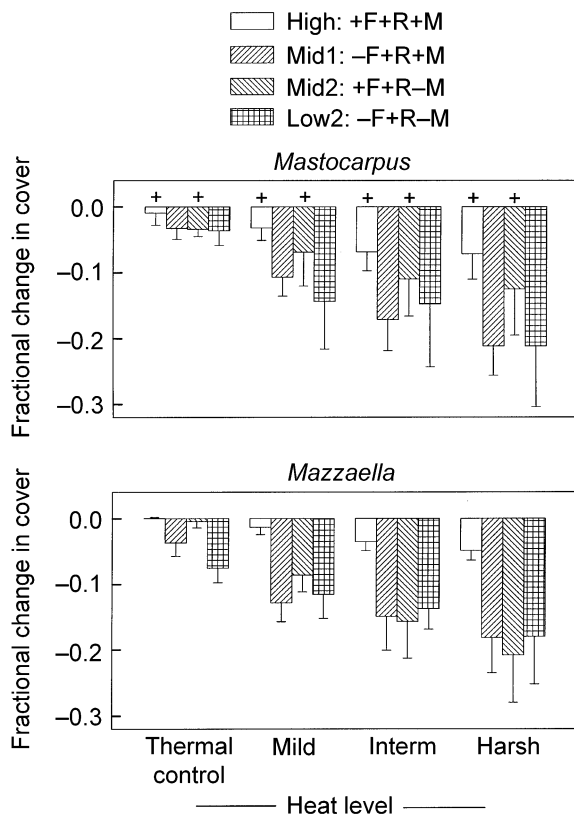 High: +F+R+M
Mid1: –F+R+M
Mid2: +F+R–M
Low2: –F+R–M
Mastocarpus
+ + + + + + + +
0.0
–0.1
–0.2
–0.3
Fractional change in cover
Mazzaella
0.0
–0.1
–0.2
–0.3
Fractional change in cover
Thermal control Mild Interm Harsh
Heat level